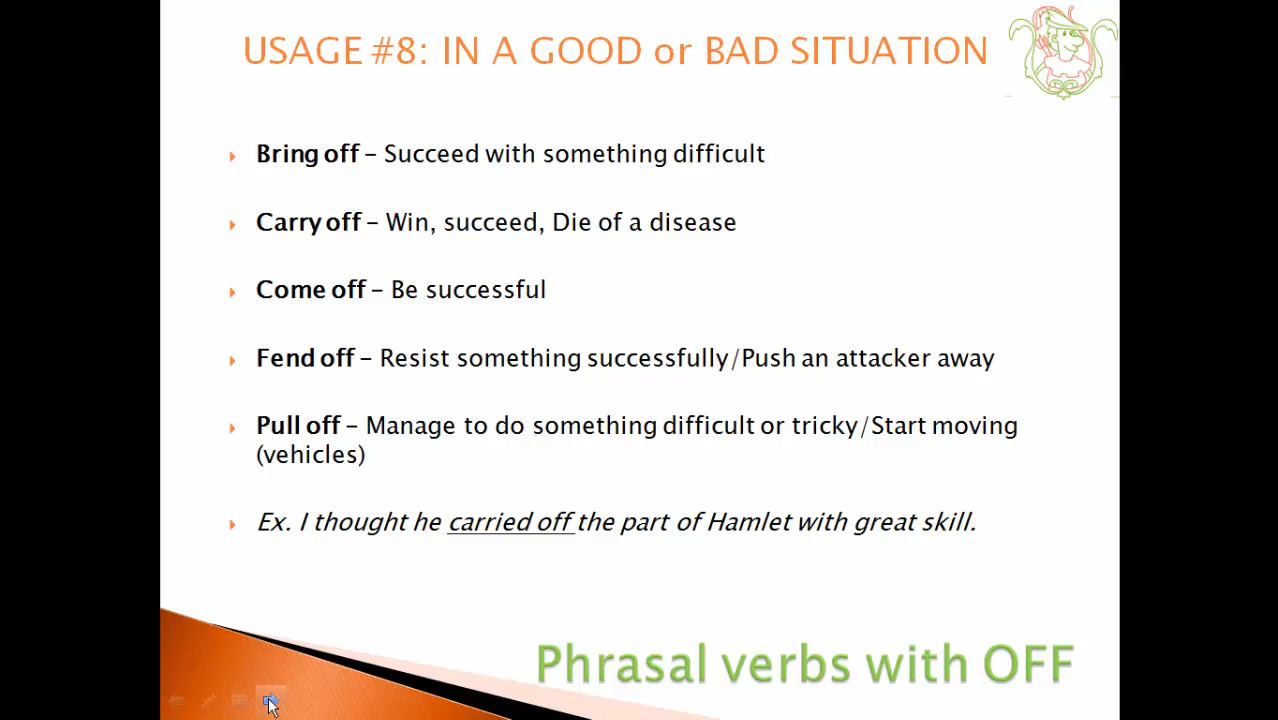 USAGE #8: IN A GOOD or BAD SITUATION
Bring off – Succeed with something difficult
Carry off – Win, succeed, Die of a disease
Come off – Be successful
Fend off – Resist something successfully/Push an attacker away
Pull off – Manage to do something difficult or tricky/Start moving
(vehicles)
Ex. I thought he carried off the part of Hamlet with great skill.
Phrasal verbs with OFF